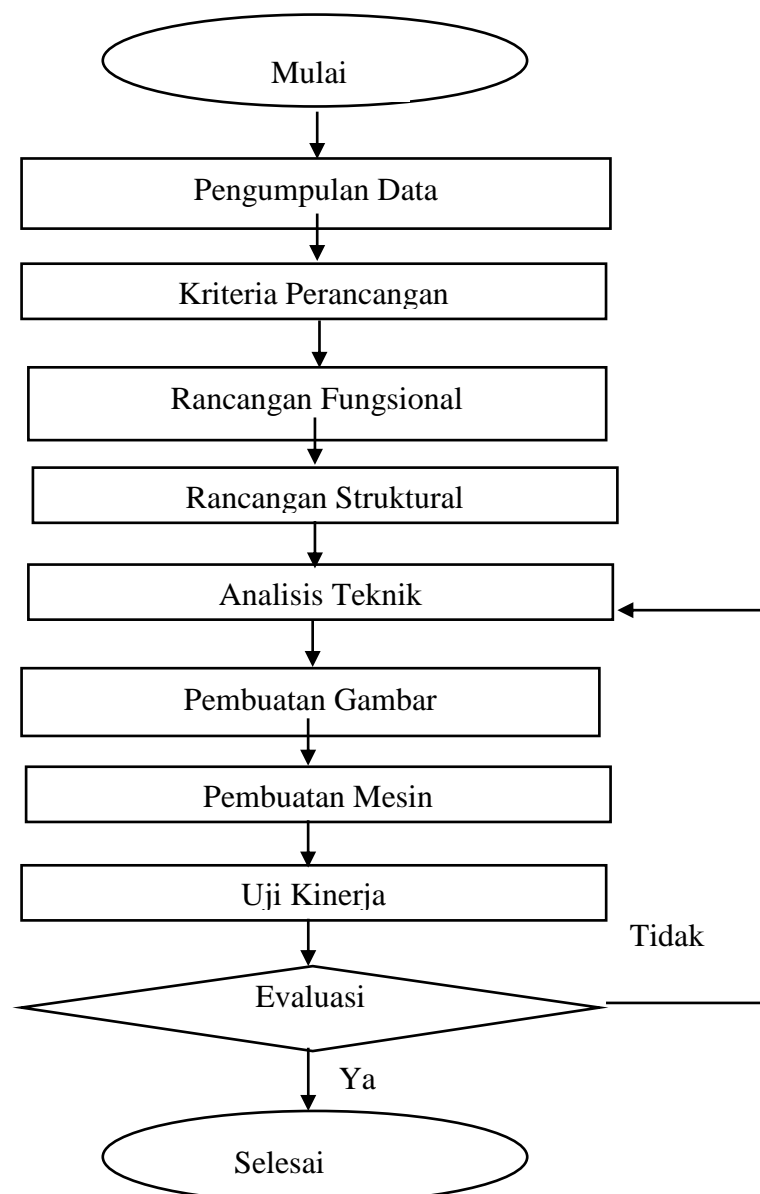 Mulai
Pengumpulan Data
Kriteria Perancangan
Rancangan Fungsional
Rancangan Struktural
Analisis Teknik
Pembuatan Gambar
Pembuatan Mesin
Uji Kinerja
Tidak
Evaluasi
Ya
Selesai